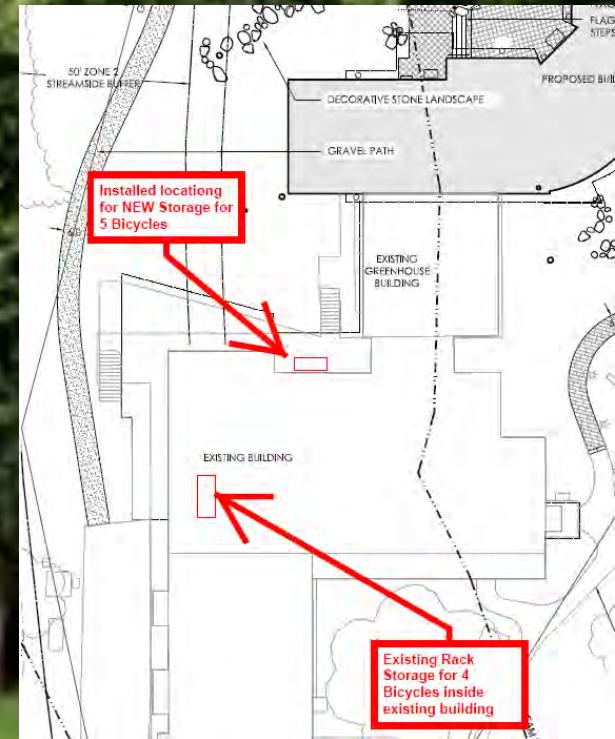 FLAG
STEPS
50' ZONE 2
STREAMSIDE BUFFER
PROPOSED BUIL
DECORATIVE STONE LANDSCAPE
GRAVEL PATH
Installed locationg
for NEW Storage for
5 Bicycles
EXISTING
GREENHOUSE
BUILDING
EXISTING BUILDING
Existing Rack
Storage for 4
Bicycles inside
existing building